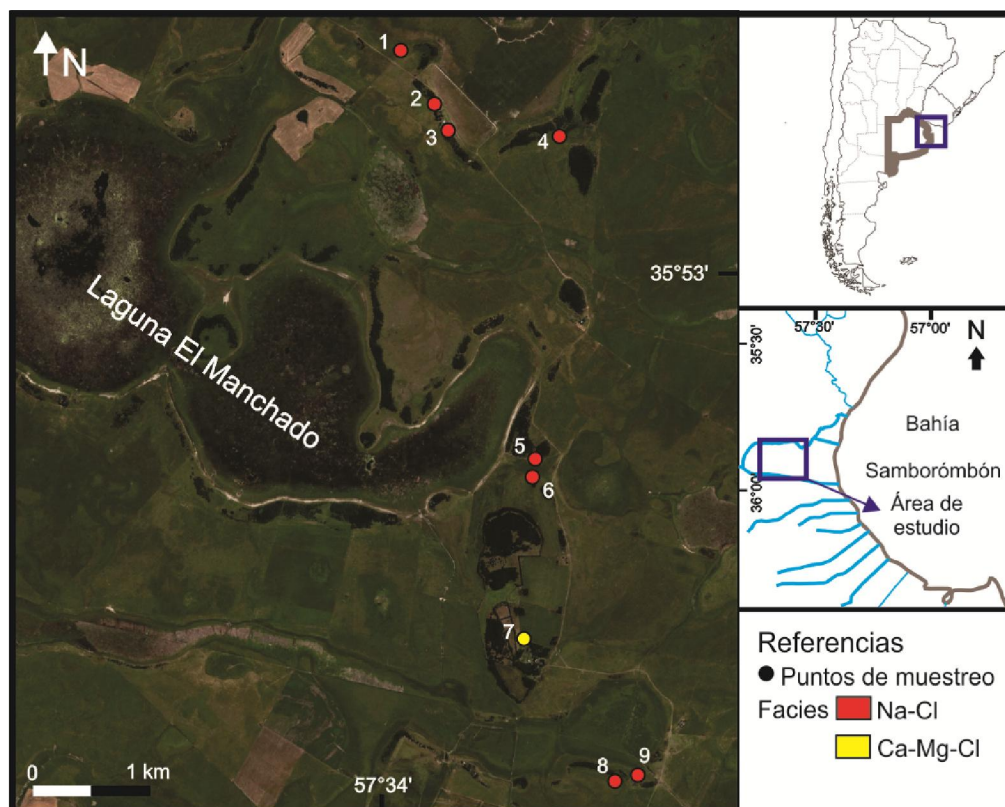 N
1
2
3
4
35°53'
Laguna El Manchado
5
6
7
8
9
0 1 km
57°34'
57°30' 57°00'
N
35°30'
36°00'
Bahía
Samborómbón
Área de
estudio
Referencias
Puntos de muestreo
Facies Na-Cl
Ca-Mg-Cl